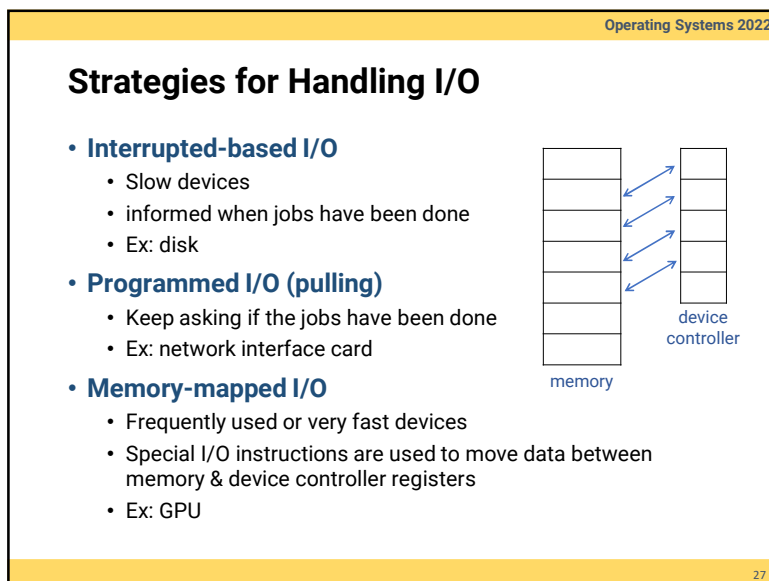 Operating Systems 2022
Strategies for Handling I/O
• Interrupted-based I/O
• Slow devices
• informed when jobs have been done
• Ex: disk
• Programmed I/O (pulling)
• Keep asking if the jobs have been done
• Ex: network interface card
• Memory-mapped I/O
• Frequently used or very fast devices
• Special I/O instructions are used to move data between
memory & device controller registers
• Ex: GPU
memory
device
controller
27